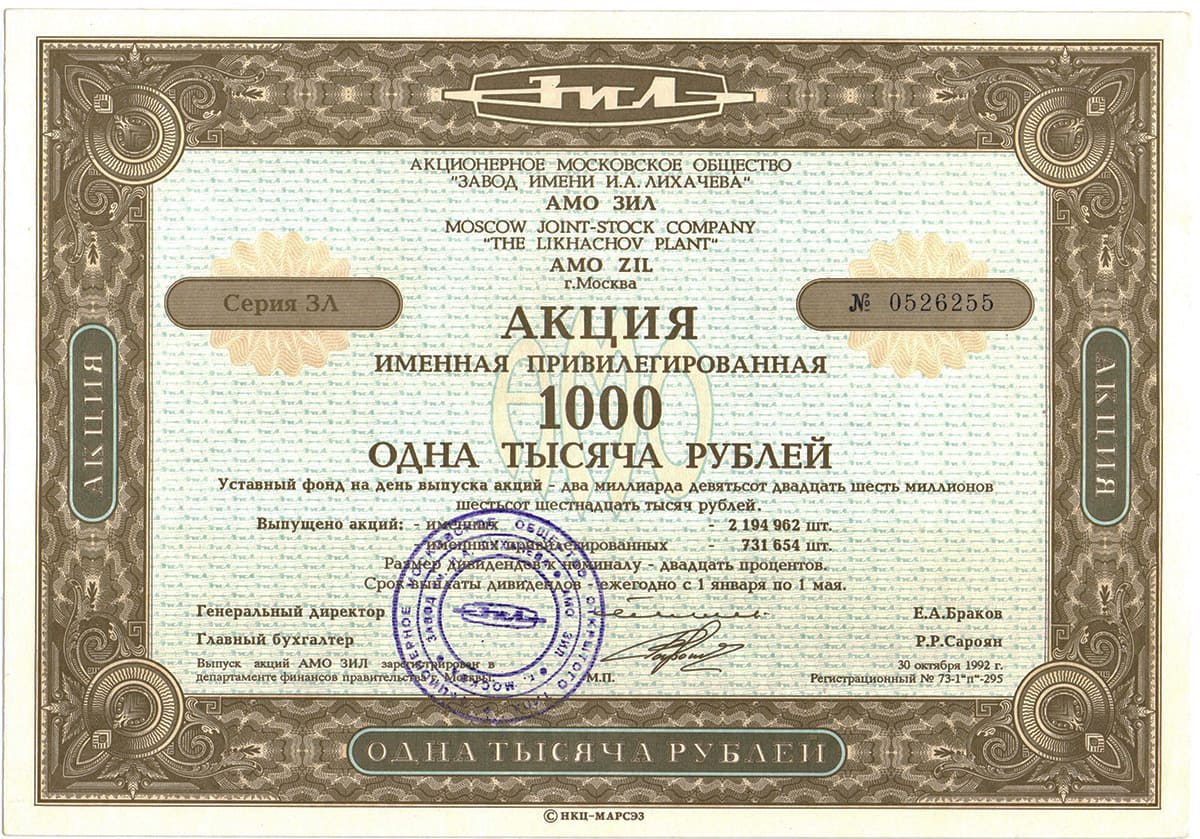 ЗИЛ
АКЦИОНЕРНОЕ МОСКОВСКОЕ ОБЩЕСТВО
"ЗАВОД ИМЕНИ И.А.ЛИХАЧЕВА"
АМО ЗИЛ
MOSCOW JOINT-STOCK COMPANY
"THE LIKHACHOV PLANT"
AMO ZIL
г.Москва
Серия ЗЛ
№ 0526255
АКЦИЯ
ИМЕННАЯ ПРИВИЛЕГИРОВАННАЯ
АМО
1000
ОДНА ТЫСЯЧА РУБЛЕЙ
АКЦИЯ
АКЦИЯ
Уставный фонд на день выпуска акций - два миллиарда девятьсот двадцать шесть миллионов
шестьсот шестнадцать тысяч рублей.
Выпущено акций: - именных - 2 194 962 шт.
- именных привилегированных - 731 654 шт.
Размер дивидендов к номиналу - двадцать процентов.
Срок выплаты дивидендов - ежегодно с 1 января по 1 мая.
Генеральный директор Е.А.Браков
Главный бухгалтер Р.Р.Сароян
Выпуск акций АМО ЗИЛ зарегистрирован в
департаменте финансов правительства г. Москвы.
М.П.
30 октября 1992 г.
Регистрационный № 73-1"п"-295
ЗИЛ
ОДНА ТЫСЯЧА РУБЛЕЙ
© НКЦ-МАРСЭЗ